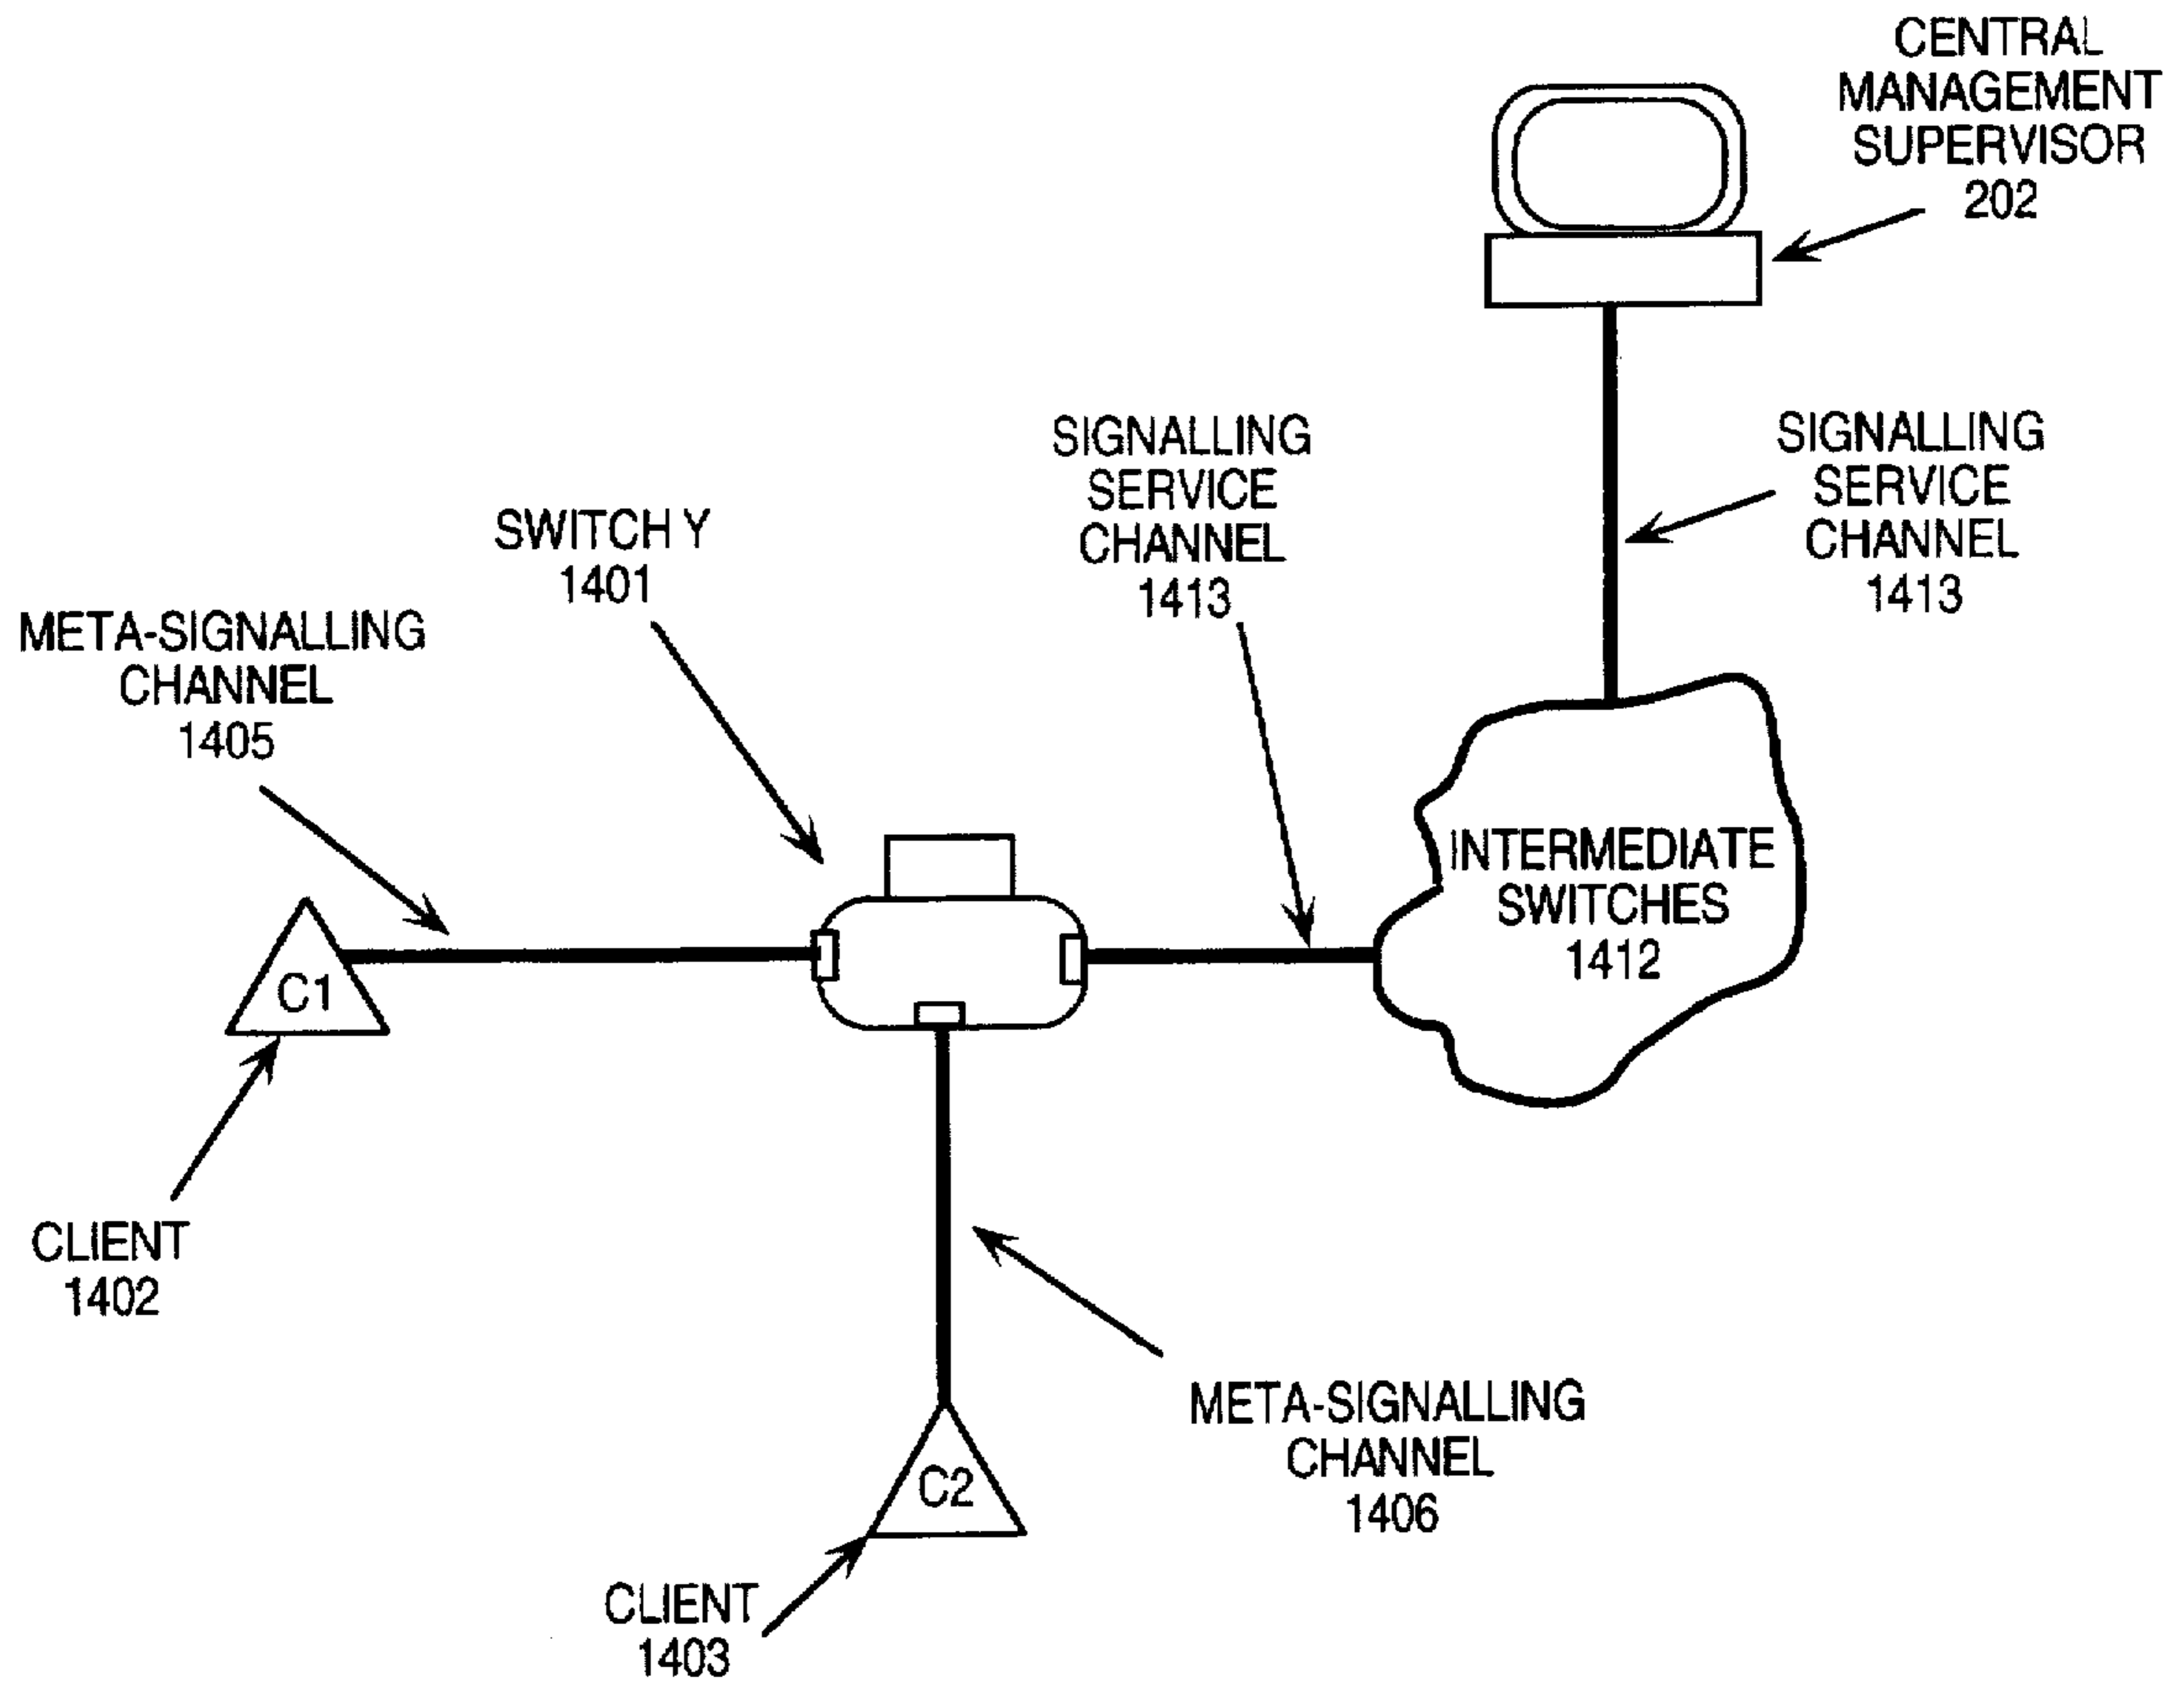 CENTRAL
MANAGEMENT
SUPERVISOR
202
SIGNALLING
SERVICE
CHANNEL
1413
SIGNALLING
SERVICE
CHANNEL
1413
SWITCH Y
1401
META-SIGNALLING
CHANNEL
1405
INTERMEDIATE
SWITCHES
1412
C1
CLIENT
1402
META-SIGNALLING
CHANNEL
1406
C2
CLIENT
1403